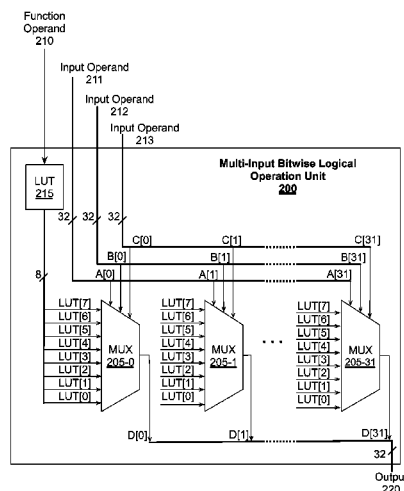 Function
Operand
210
Input Operand
211
Input Operand
212
Input Operand
213
Multi-Input Bitwise Logical
Operation Unit
200
LUT
215
32
32
32
C[0]
C[1]
C[31]
B[0]
B[1]
B[31]
8
A[0]
A[1]
A[31]
LUT[7]
LUT[6]
LUT[5]
LUT[4]
LUT[3]
LUT[2]
LUT[1]
LUT[0]
MUX
205-0
LUT[7]
LUT[6]
LUT[5]
LUT[4]
LUT[3]
LUT[2]
LUT[1]
LUT[0]
MUX
205-1
LUT[7]
LUT[6]
LUT[5]
LUT[4]
LUT[3]
LUT[2]
LUT[1]
LUT[0]
MUX
205-31
D[0]
D[1]
D[31]
32
Outpu
220